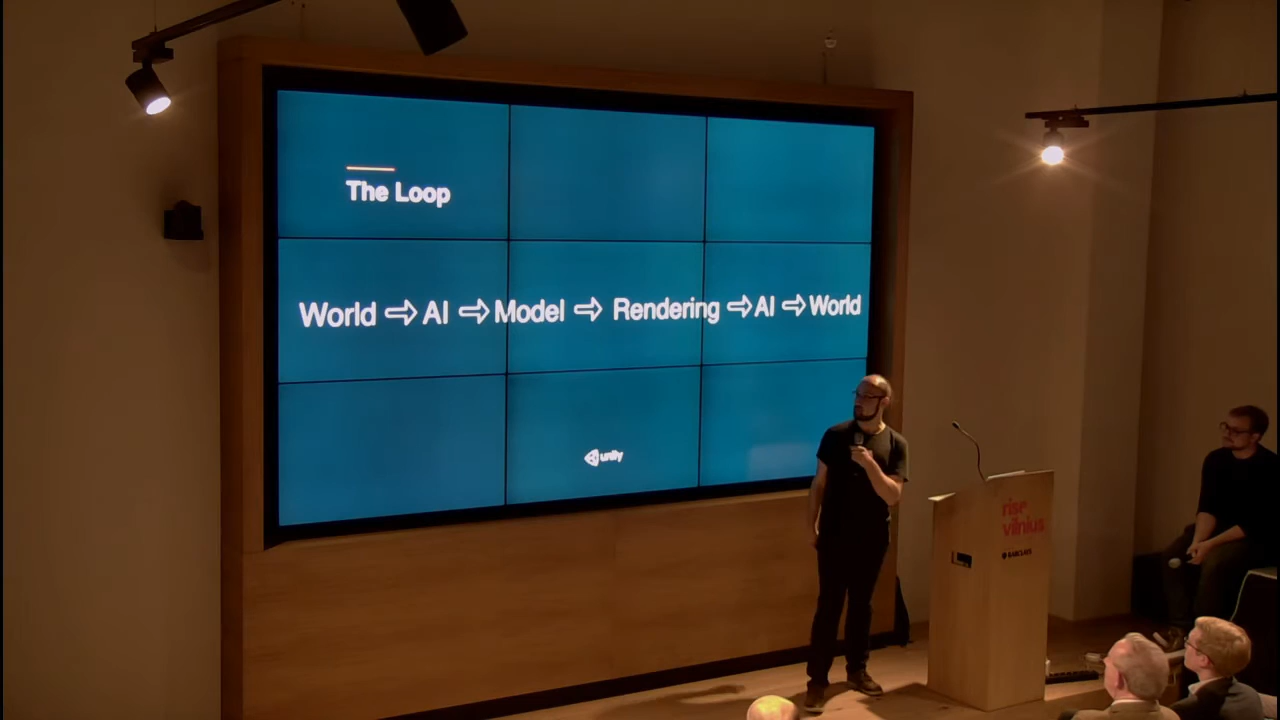 The Loop
World ⇨ AI ⇨ Model ⇨ Rendering ⇨ AI ⇨ World
unity
rise
vilnius
BARCLAYS